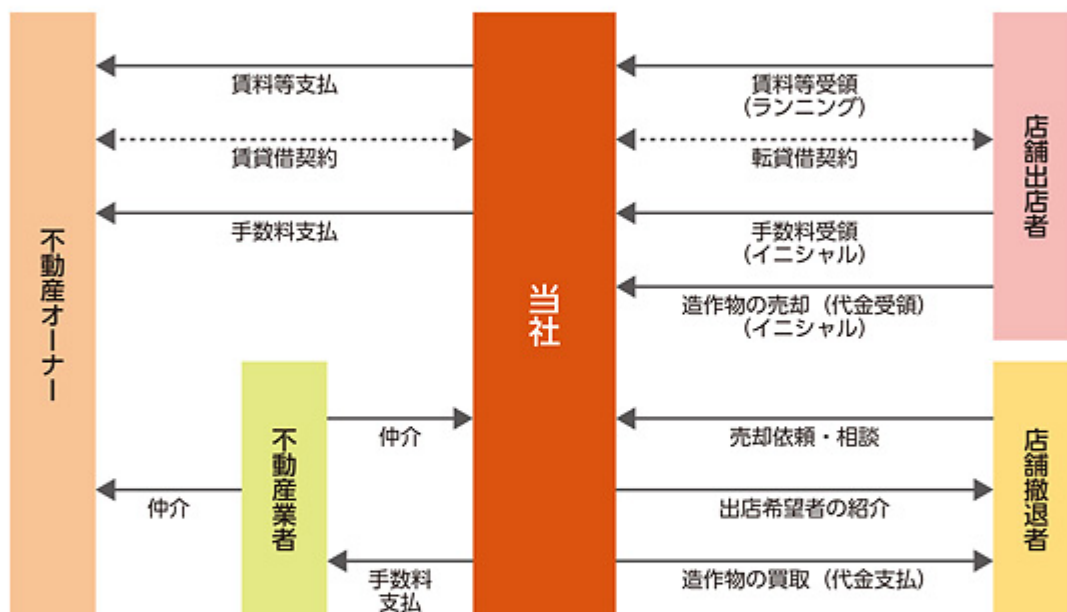 不動産オーナー
賃料等支払
賃貸借契約
手数料支払
不動産業者
仲介
仲介
手数料
支払
当社
賃料等受領
(ランニング)
転貸借契約
手数料受領
(イニシャル)
造作物の売却(代金受領)
(イニシャル)
店舗出店者
売却依頼・相談
出店希望者の紹介
造作物の買取(代金支払)
店舗撤退者